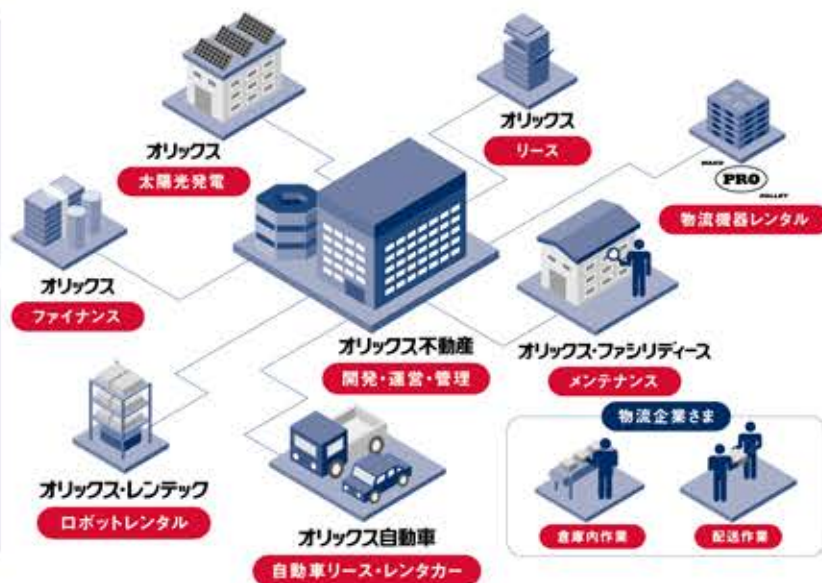 オリックス
太陽光発電
オリックス
リース
PRO
物流機器レンタル
オリックス
ファイナンス
オリックス不動産
開発・運営・管理
オリックス・ファシリティーズ
メンテナンス
オリックス・レンテック
ロボットレンタル
オリックス自動車
自動車リース・レンタカー
物流企業さま
倉庫内作業
配送作業